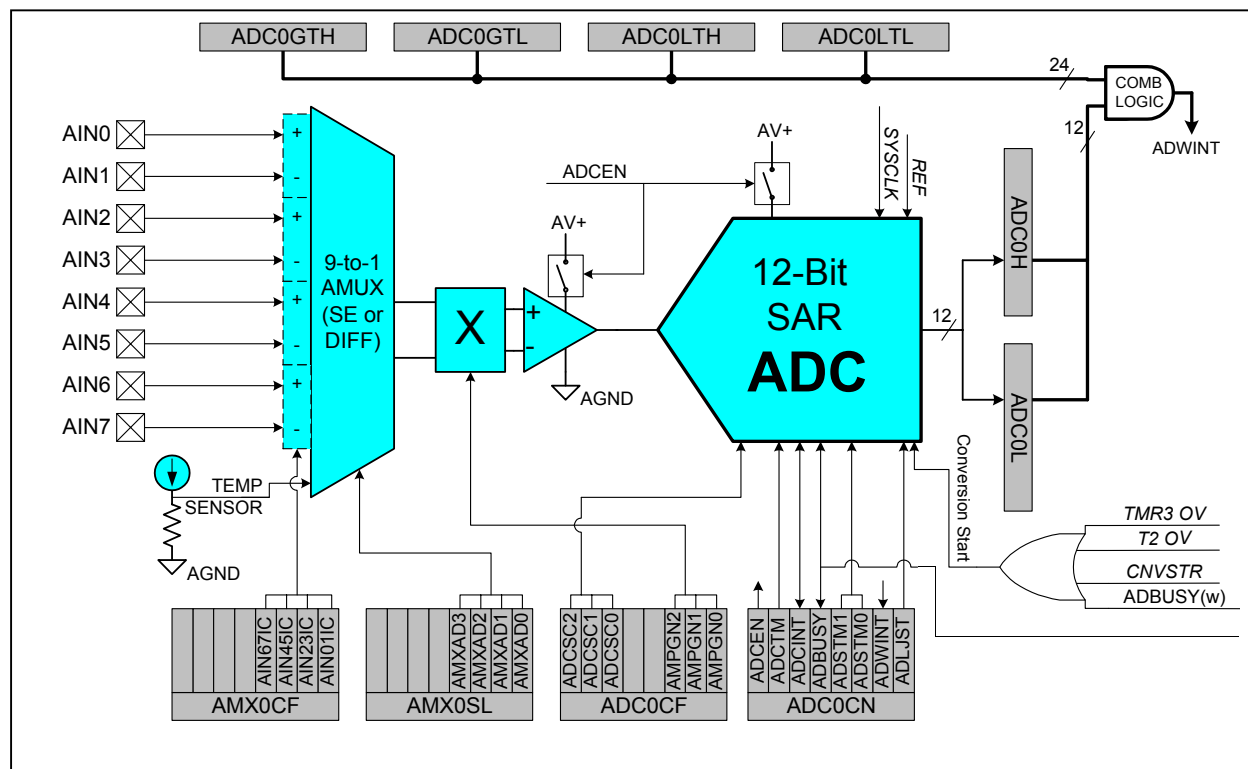 ADC0GTH
ADC0GTL
ADC0LTH
ADC0LTL
24
COMB
LOGIC
12
ADWINT
AIN0
AIN1
AIN2
AIN3
AIN4
AIN5
AIN6
AIN7
+
-
+
-
+
-
+
-
9-to-1
AMUX
(SE or
DIFF)
TEMP
SENSOR
AGND
X
+
-
AV+
AGND
ADCEN
AV+
SYSCLK
REF
12-Bit
SAR
ADC
12
ADC0H
ADC0L
Conversion Start
TMR3 OV
T2 OV
CNVSTR
ADBUSY(w)
AIN67IC
AIN45IC
AIN23IC
AIN01IC
AMX0CF
AMXAD3
AMXAD2
AMXAD1
AMXAD0
AMX0SL
ADCSC2
ADCSC1
ADCSC0
AMPGN2
AMPGN1
AMPGN0
ADC0CF
ADCEN
ADCTM
ADCINT
ADBUSY
ADSTM1
ADSTM0
ADWINT
ADLJST
ADC0CN